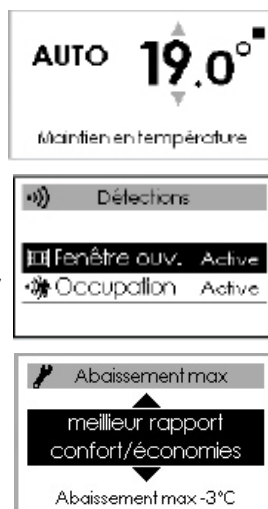 AUTO 19.0°
Maintien en température
Détections
Fenêtre ouv. Active
Occupation Active
Abaissement max
meillieur rapport
confort/économies
Abaissement max -3°C